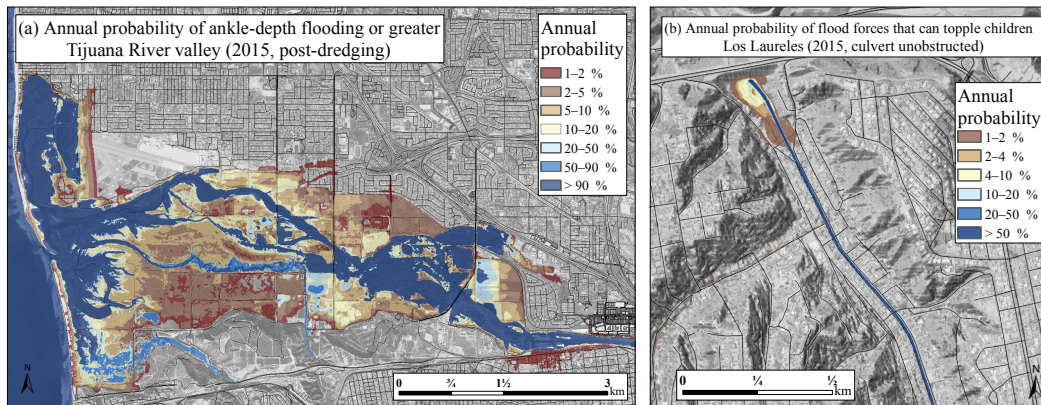 (a) Annual probability of ankle-depth flooding or greater
Tijuana River valley (2015, post-dredging)
Annual
probability
1–2 %
2–5 %
5–10 %
10–20 %
20–50 %
50–90 %
> 90 %
N
0 ¾ 1½ 3
km
(b) Annual probability of flood forces that can topple children
Los Laureles (2015, culvert unobstructed)
Annual
probability
1–2 %
2–4 %
4–10 %
10–20 %
20–50 %
> 50 %
0 ¼ ½
km
N